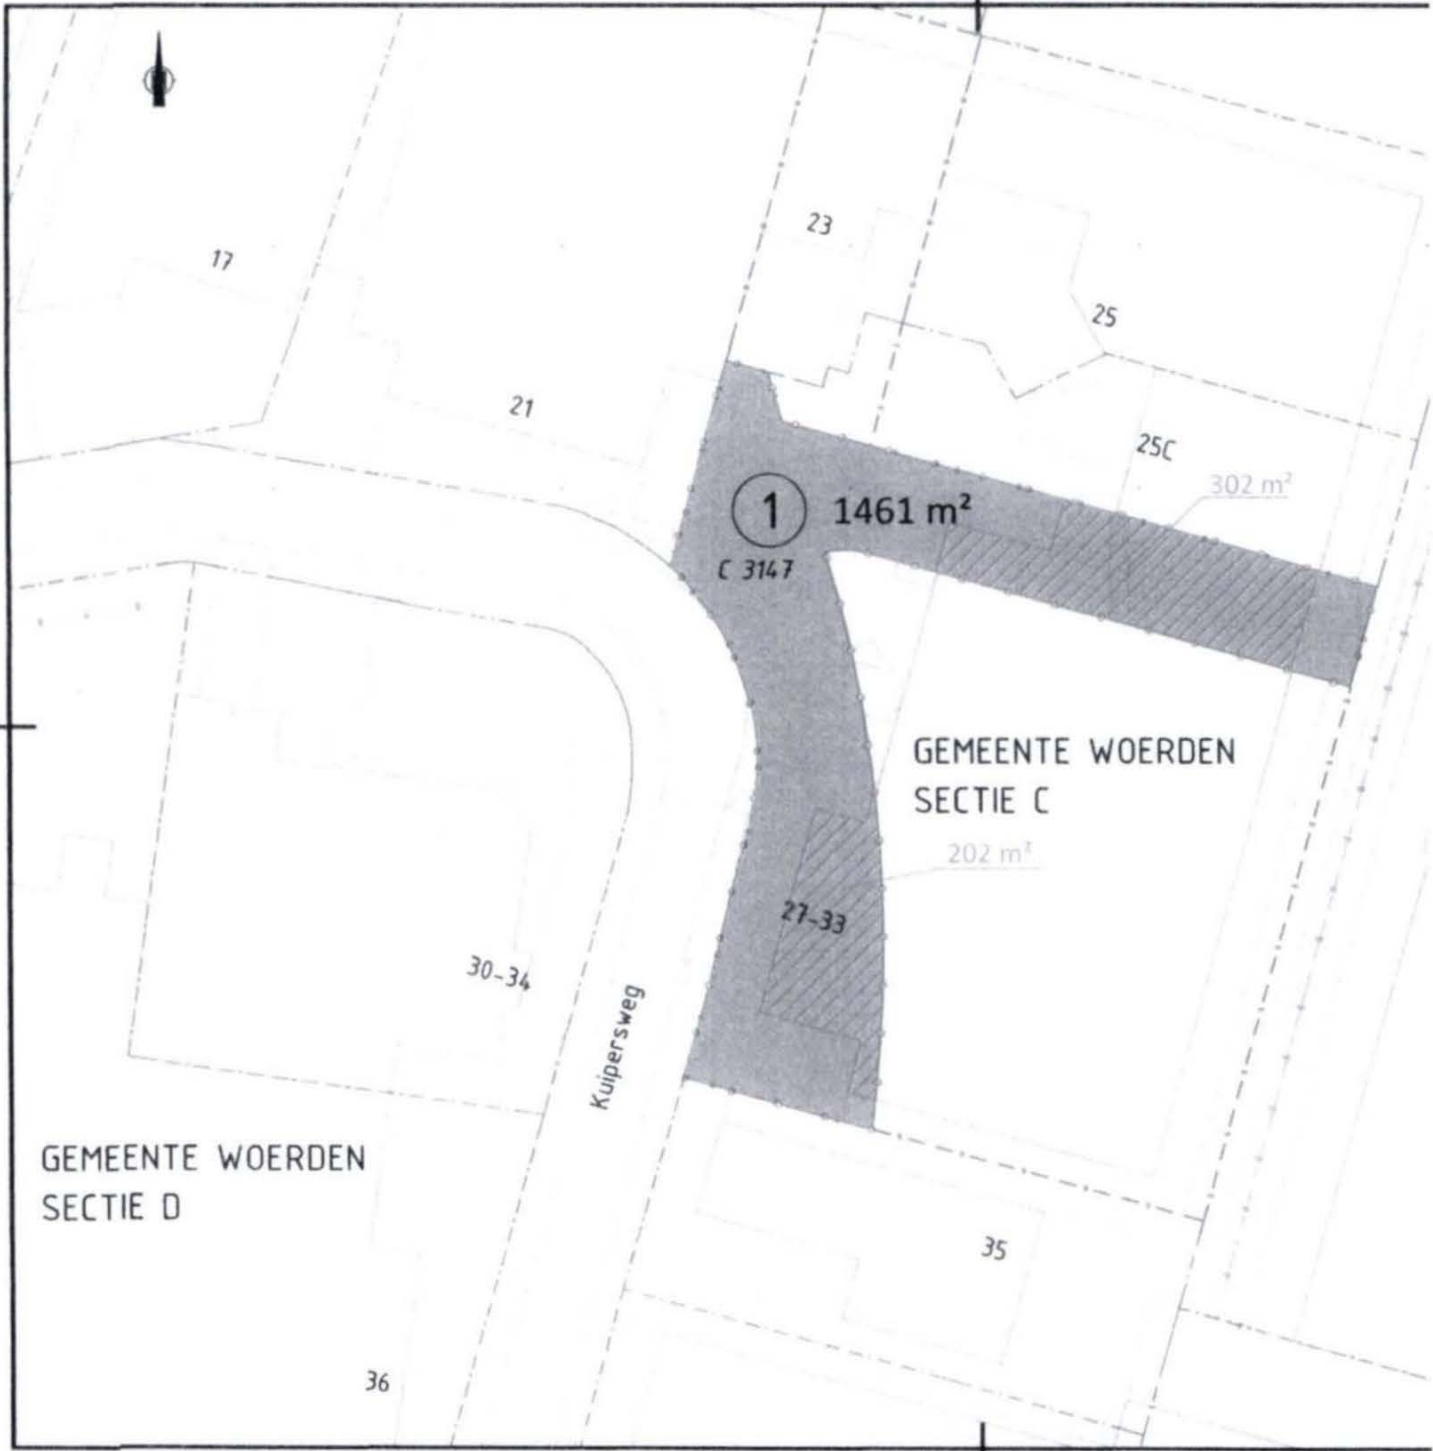 23
17
25
21
25C
302 m²
1 1461 m²
C 3147
GEMEENTE WOERDEN
SECTIE C
202 m²
27-33
30-34
Kuipersweg
GEMEENTE WOERDEN
SECTIE D
35
36